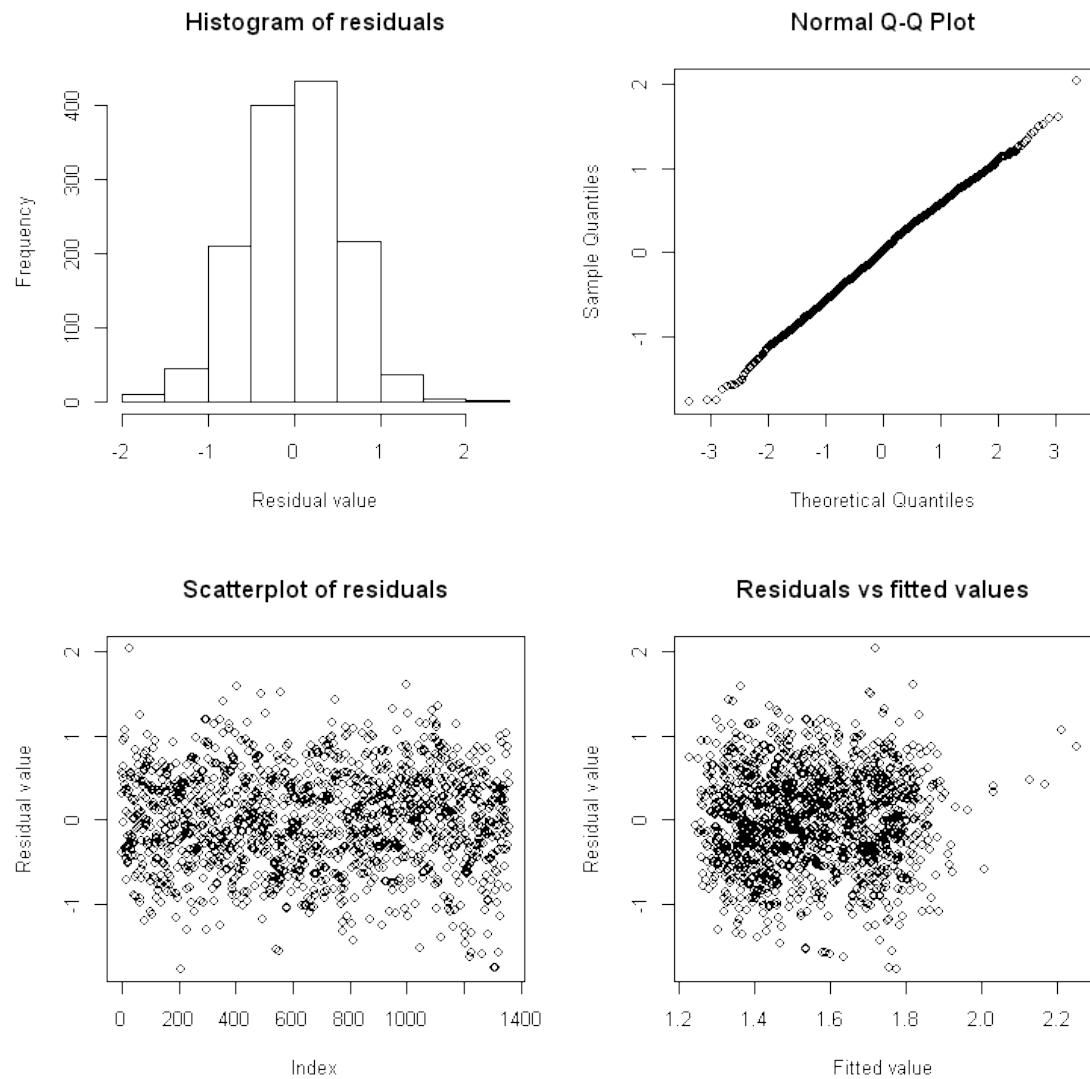 Histogram of residuals
Frequency
0 100 200 300 400
-2 -1 0 1 2
Residual value
Normal Q-Q Plot
Sample Quantiles
-1 0 1 2
-3 -2 -1 0 1 2 3
Theoretical Quantiles
Scatterplot of residuals
Residual value
-1 0 1 2
0 200 400 600 800 1000 1400
Index
Residuals vs fitted values
Residual value
-1 0 1 2
1.2 1.4 1.6 1.8 2.0 2.2
Fitted value